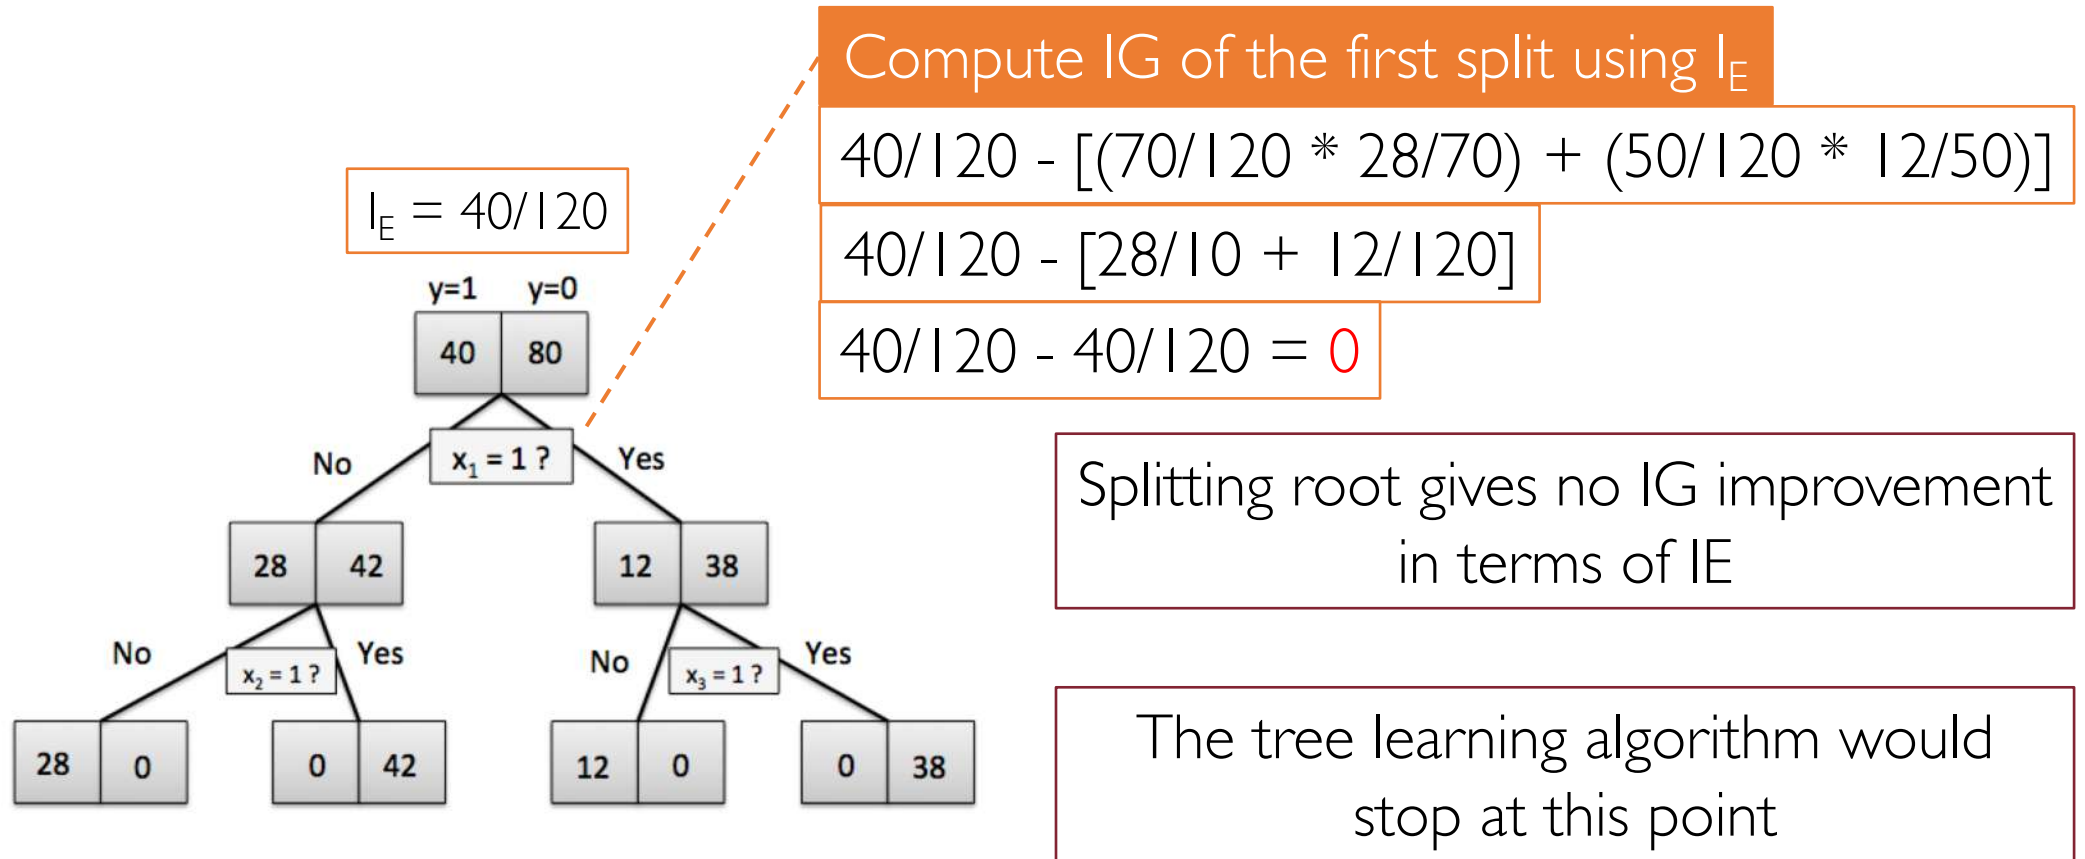 Compute IG of the first split using I_E
40/120 - [(70/120 * 28/70) + (50/120 * 12/50)]
I_E = 40/120
40/120 - [28/10 + 12/120]
y=1 y=0
40/120 - 40/120 = 0
40 80
x₁ = 1 ?
No Yes
Splitting root gives no IG improvement
in terms of IE
28 42
12 38
No Yes
x₂ = 1 ?
No Yes
x₃ = 1 ?
The tree learning algorithm would
stop at this point
28 0
0 42
12 0
0 38